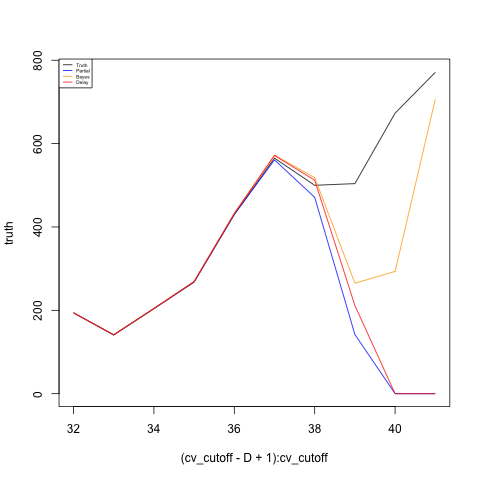 Truth
Partial
Bayes
Delay
truth
0
200
400
600
800
32
34
36
38
40
(cv_cutoff - D + 1):cv_cutoff